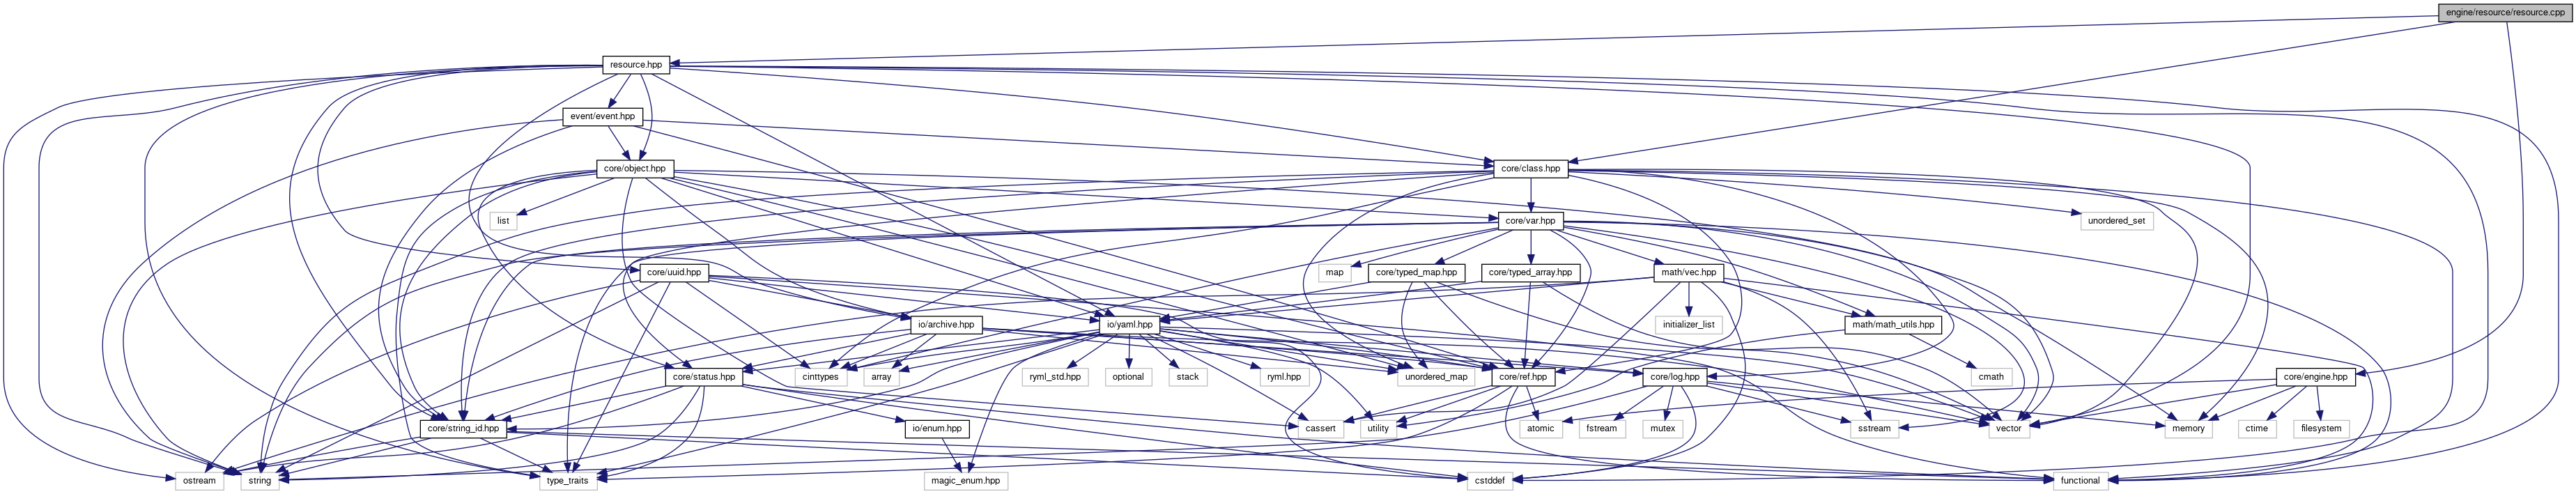 engine/resource/resource.cpp
resource.hpp
event/event.hpp
core/object.hpp
core/class.hpp
list
core/var.hpp
unordered_set
core/uuid.hpp
map
core/typed_map.hpp
core/typed_array.hpp
math/vec.hpp
io/archive.hpp
io/yaml.hpp
initializer_list
math/math_utils.hpp
core/status.hpp
cinttypes
array
ryml_std.hpp
optional
stack
ryml.hpp
unordered_map
core/ref.hpp
core/log.hpp
cmath
core/engine.hpp
core/string_id.hpp
io/enum.hpp
cassert
utility
atomic
fstream
mutex
sstream
vector
memory
ctime
filesystem
ostream
string
type_traits
magic_enum.hpp
cstddef
functional